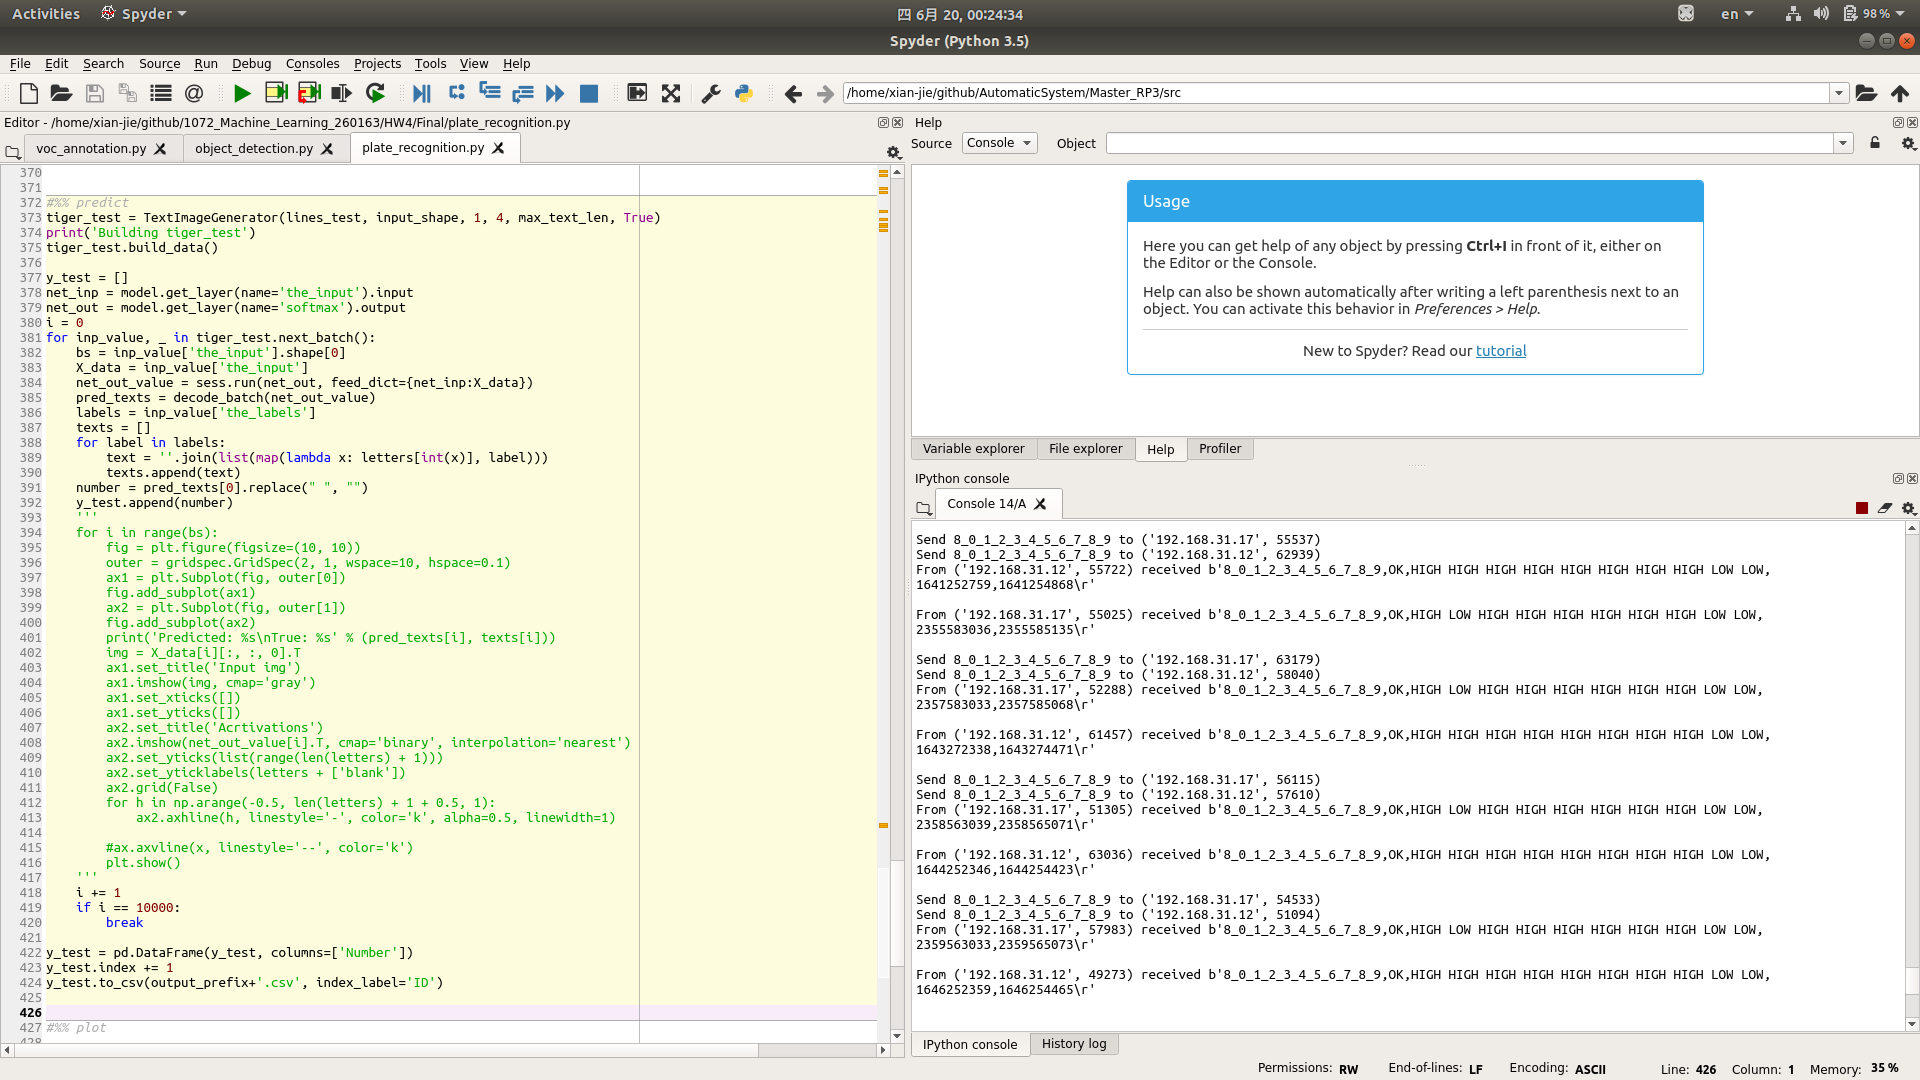 Activities Spyder 四 6月 20, 00:24:34 en 98 %
Spyder (Python 3.5)
File Edit Search Source Run Debug Consoles Projects Tools View Help
/home/xian-jie/github/AutomaticSystem/Master_RP3/src
Editor - /home/xian-jie/github/1072_Machine_Learning_260163/HW4/Final/plate_recognition.py
voc_annotation.py object_detection.py plate_recognition.py
370
371
372 #%% predict
373 tiger_test = TextImageGenerator(lines_test, input_shape, 1, 4, max_text_len, True)
374 print('Building tiger_test')
375 tiger_test.build_data()
376
377 y_test = []
378 net_inp = model.get_layer(name='the_input').input
379 net_out = model.get_layer(name='softmax').output
380 i = 0
381 for inp_value, _ in tiger_test.next_batch():
382     bs = inp_value['the_input'].shape[0]
383     X_data = inp_value['the_input']
384     net_out_value = sess.run(net_out, feed_dict={net_inp:X_data})
385     pred_texts = decode_batch(net_out_value)
386     labels = inp_value['the_labels']
387     texts = []
388     for label in labels:
389         text = ''.join(list(map(lambda x: letters[int(x)], label)))
390         texts.append(text)
391     number = pred_texts[0].replace(" ", "")
392     y_test.append(number)
393     '''
394     for i in range(bs):
395         fig = plt.figure(figsize=(10, 10))
396         outer = gridspec.GridSpec(2, 1, wspace=10, hspace=0.1)
397         ax1 = plt.Subplot(fig, outer[0])
398         fig.add_subplot(ax1)
399         ax2 = plt.Subplot(fig, outer[1])
400         fig.add_subplot(ax2)
401         print('Predicted: %s\nTrue: %s' % (pred_texts[i], texts[i]))
402         img = X_data[i][:, :, 0].T
403         ax1.set_title('Input img')
404         ax1.imshow(img, cmap='gray')
405         ax1.set_xticks([])
406         ax1.set_yticks([])
407         ax2.set_title('Acrtivations')
408         ax2.imshow(net_out_value[i].T, cmap='binary', interpolation='nearest')
409         ax2.set_yticks(list(range(len(letters) + 1)))
410         ax2.set_yticklabels(letters + ['blank'])
411         ax2.grid(False)
412         for h in np.arange(-0.5, len(letters) + 1 + 0.5, 1):
413             ax2.axhline(h, linestyle='-', color='k', alpha=0.5, linewidth=1)
414
415         #ax.axvline(x, linestyle='--', color='k')
416         plt.show()
417     '''
418     i += 1
419     if i == 10000:
420         break
421
422 y_test = pd.DataFrame(y_test, columns=['Number'])
423 y_test.index += 1
424 y_test.to_csv(output_prefix+'.csv', index_label='ID')
425
426
427 #%% plot
428
Help
Source Console Object
Usage
Here you can get help of any object by pressing Ctrl+I in front of it, either on
the Editor or the Console.
Help can also be shown automatically after writing a left parenthesis next to an
object. You can activate this behavior in Preferences > Help.
New to Spyder? Read our tutorial
Variable explorer File explorer Help Profiler
IPython console
Console 14/A
Send 8_0_1_2_3_4_5_6_7_8_9 to ('192.168.31.17', 55537)
Send 8_0_1_2_3_4_5_6_7_8_9 to ('192.168.31.12', 62939)
From ('192.168.31.12', 55722) received b'8_0_1_2_3_4_5_6_7_8_9,OK,HIGH HIGH HIGH HIGH HIGH HIGH HIGH HIGH LOW LOW,
1641252759,1641254868\r'
From ('192.168.31.17', 55025) received b'8_0_1_2_3_4_5_6_7_8_9,OK,HIGH LOW HIGH HIGH HIGH HIGH HIGH HIGH LOW LOW,
2355583036,2355585135\r'
Send 8_0_1_2_3_4_5_6_7_8_9 to ('192.168.31.17', 63179)
Send 8_0_1_2_3_4_5_6_7_8_9 to ('192.168.31.12', 58040)
From ('192.168.31.17', 52288) received b'8_0_1_2_3_4_5_6_7_8_9,OK,HIGH LOW HIGH HIGH HIGH HIGH HIGH HIGH LOW LOW,
2357583033,2357585068\r'
From ('192.168.31.12', 61457) received b'8_0_1_2_3_4_5_6_7_8_9,OK,HIGH HIGH HIGH HIGH HIGH HIGH HIGH HIGH LOW LOW,
1643272338,1643274471\r'
Send 8_0_1_2_3_4_5_6_7_8_9 to ('192.168.31.17', 56115)
Send 8_0_1_2_3_4_5_6_7_8_9 to ('192.168.31.12', 57610)
From ('192.168.31.17', 51305) received b'8_0_1_2_3_4_5_6_7_8_9,OK,HIGH LOW HIGH HIGH HIGH HIGH HIGH HIGH LOW LOW,
2358563039,2358565071\r'
From ('192.168.31.12', 63036) received b'8_0_1_2_3_4_5_6_7_8_9,OK,HIGH HIGH HIGH HIGH HIGH HIGH HIGH HIGH LOW LOW,
1644252346,1644254423\r'
Send 8_0_1_2_3_4_5_6_7_8_9 to ('192.168.31.17', 54533)
Send 8_0_1_2_3_4_5_6_7_8_9 to ('192.168.31.12', 51094)
From ('192.168.31.17', 57983) received b'8_0_1_2_3_4_5_6_7_8_9,OK,HIGH LOW HIGH HIGH HIGH HIGH HIGH HIGH LOW LOW,
2359563033,2359565073\r'
From ('192.168.31.12', 49273) received b'8_0_1_2_3_4_5_6_7_8_9,OK,HIGH HIGH HIGH HIGH HIGH HIGH HIGH HIGH LOW LOW,
1646252359,1646254465\r'
IPython console History log
Permissions: RW End-of-lines: LF Encoding: ASCII Line: 426 Column: 1 Memory: 35 %